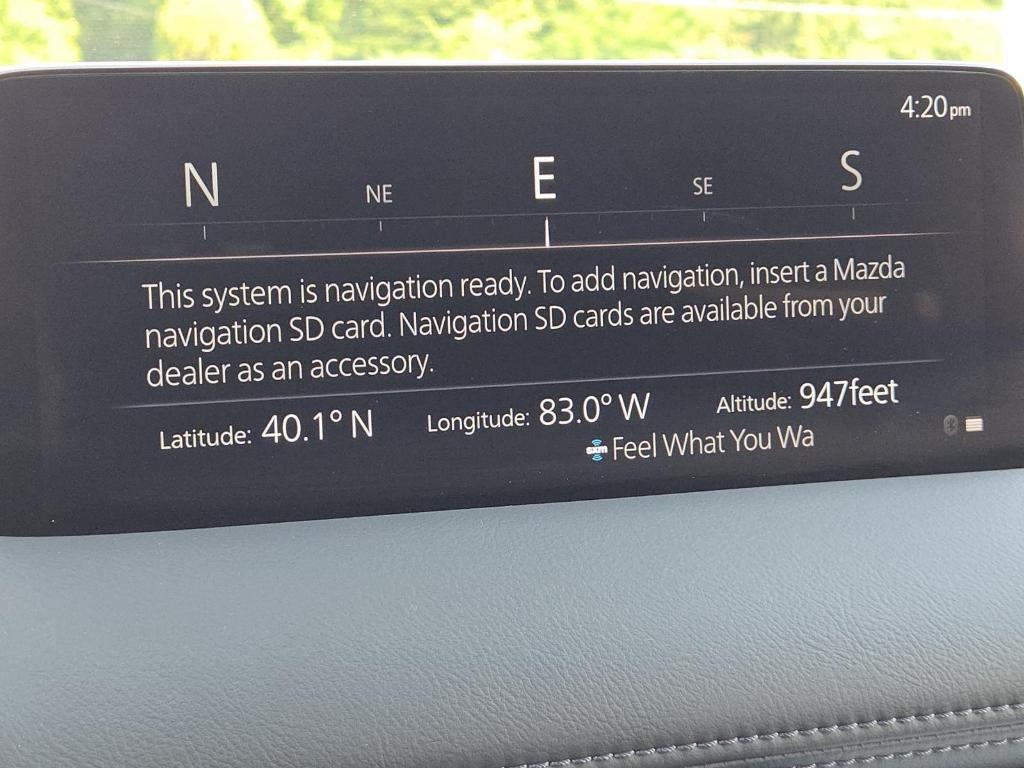 4:20pm
N NE E SE S
This system is navigation ready. To add navigation, insert a Mazda
navigation SD card. Navigation SD cards are available from your
dealer as an accessory.
Latitude: 40.1° N Longitude: 83.0° W Altitude: 947feet
sxm Feel What You Wa